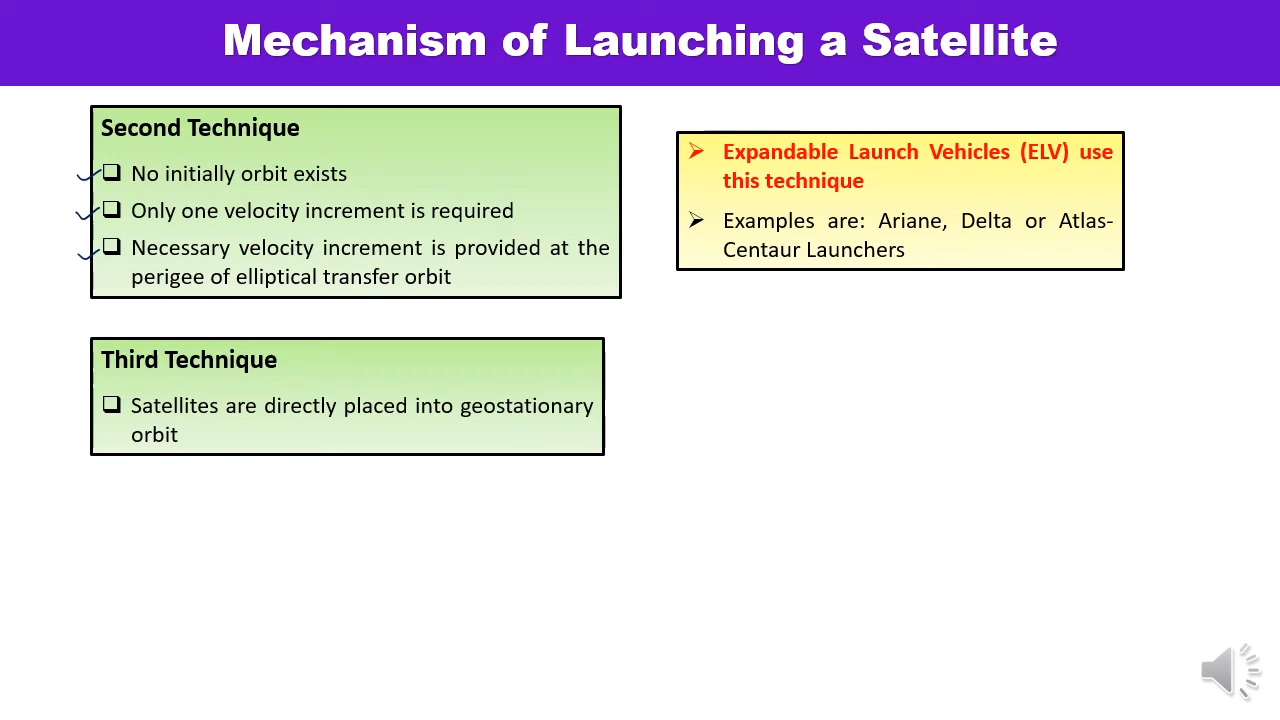 Mechanism of Launching a Satellite
Second Technique
❑ No initially orbit exists
❑ Only one velocity increment is required
❑ Necessary velocity increment is provided at the
perigee of elliptical transfer orbit
➢ Expandable Launch Vehicles (ELV) use
this technique
➢ Examples are: Ariane, Delta or Atlas-
Centaur Launchers
Third Technique
❑ Satellites are directly placed into geostationary
orbit